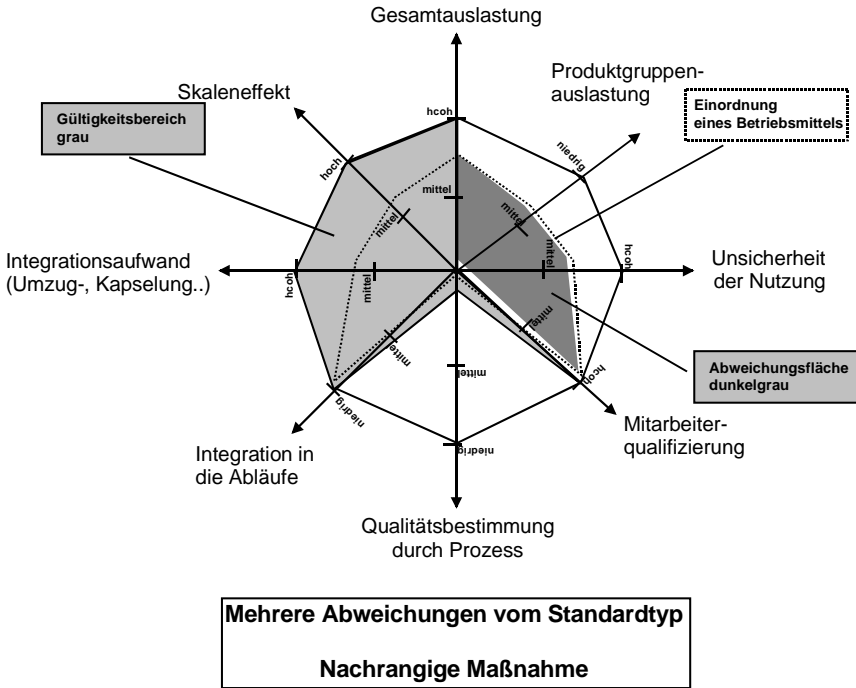 Gesamtauslastung
Produktgruppen-
auslastung
Skaleneffekt
Gültigkeitsbereich
grau
Einordnung
eines Betriebsmittels
hcoh
niedrig
hoch
mittel
mittel
mittel
Integrationsaufwand
(Umzug-, Kapselung..)
hcoh
mittel
mittel
hcoh
Unsicherheit
der Nutzung
mittel
mittel
mittel
niedrig
hcoh
niedrig
Abweichungsfläche
dunkelgrau
Mitarbeiter-
qualifizierung
Integration in
die Abläufe
Qualitätsbestimmung
durch Prozess
Mehrere Abweichungen vom Standardtyp
Nachrangige Maßnahme